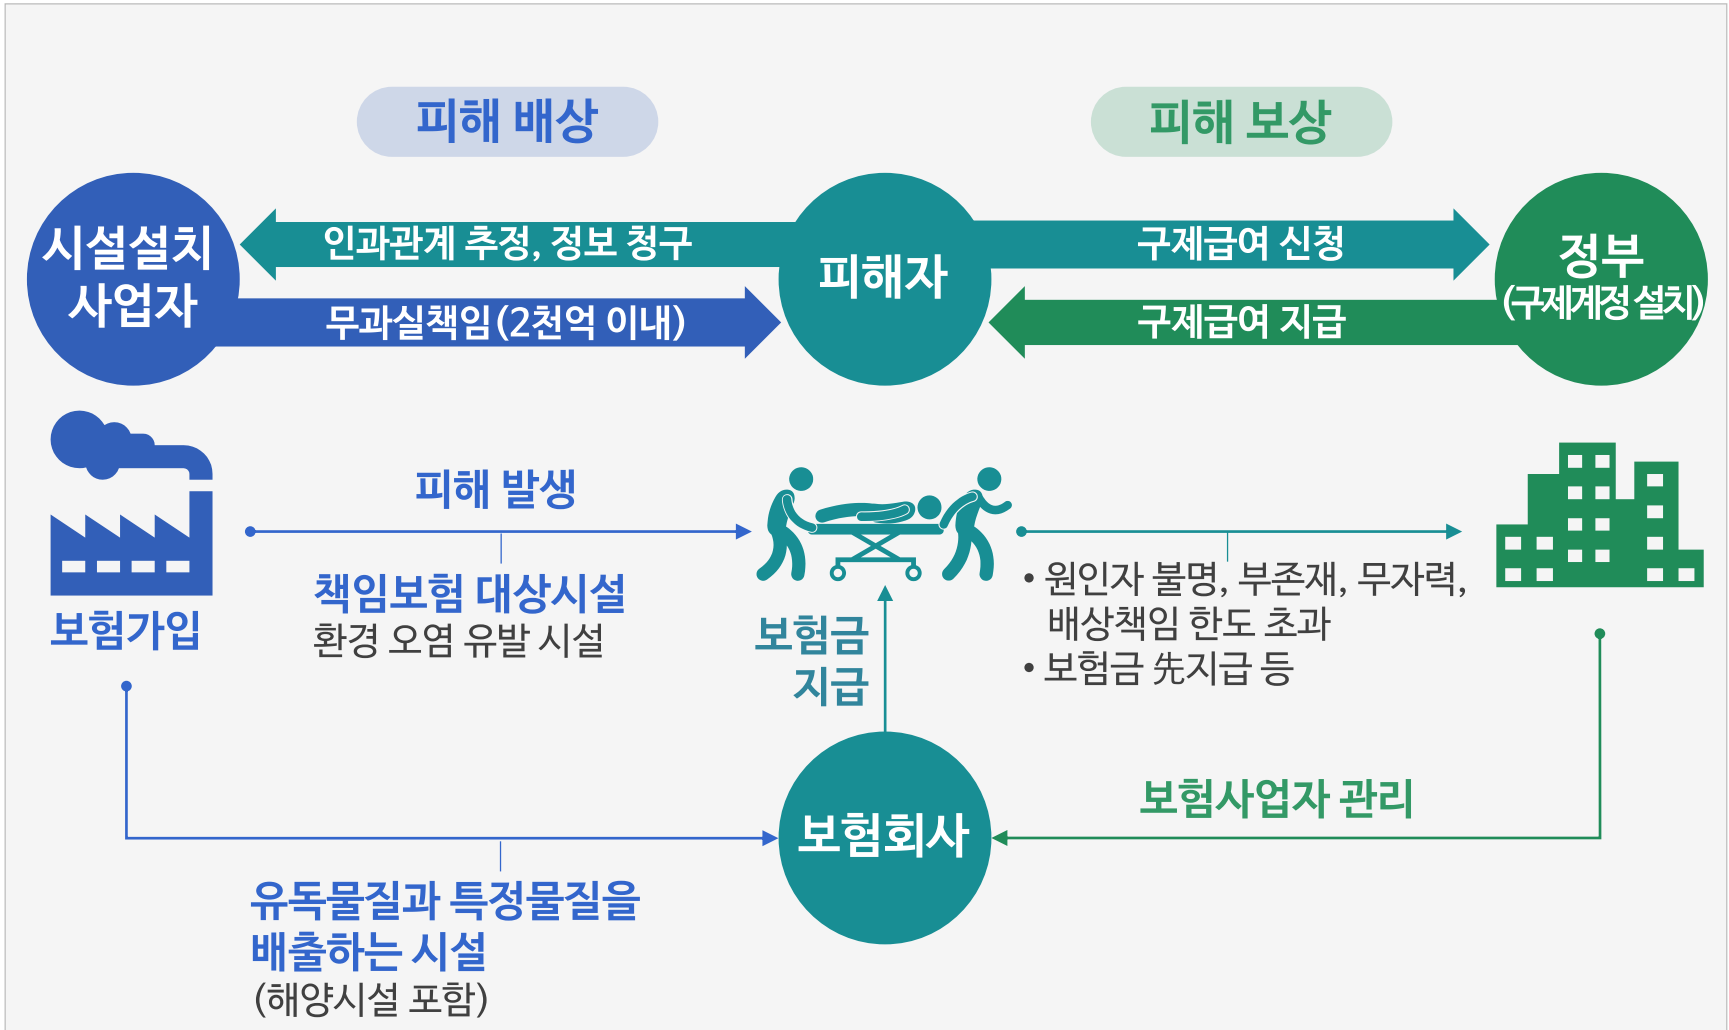 피해 배상
피해 보상
시설설치
사업자
인과관계 추정, 정보 청구
무과실책임(2천억 이내)
피해자
구제급여 신청
구제급여 지급
정부
(구제계정 설치)
보험가입
피해 발생
책임보험 대상시설
환경 오염 유발 시설
보험금
지급
• 원인자 불명, 부존재, 무자력,
배상책임 한도 초과
• 보험금 先지급 등
보험회사
보험사업자 관리
유독물질과 특정물질을
배출하는 시설
(해양시설 포함)